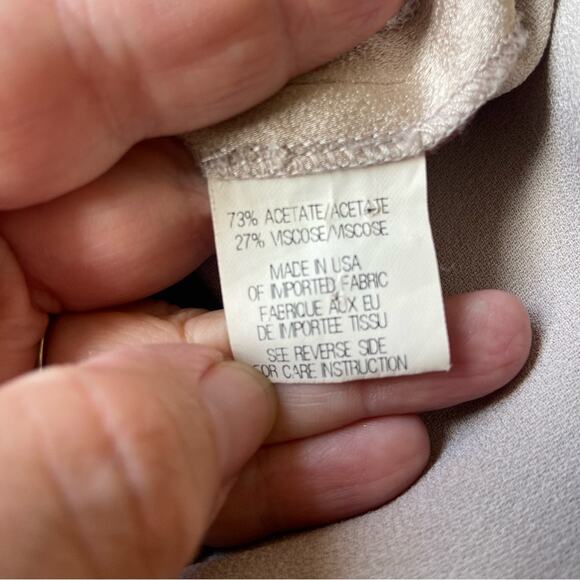 73% ACETATE/ACETATE
27% VISCOSE/VISCOSE
MADE IN USA
OF IMPORTED FABRIC
FABRIQUE AUX EU
DE IMPORTEE TISSU
SEE REVERSE SIDE
FOR CARE INSTRUCTION